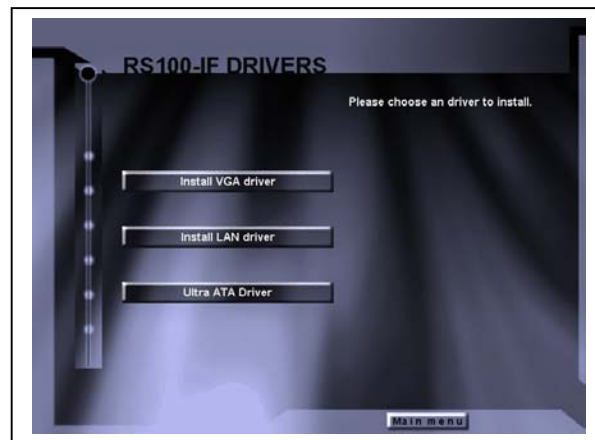 RS100-IF DRIVERS
Please choose an driver to install.
Install VGA driver
Install LAN driver
Ultra ATA Driver
Main menu